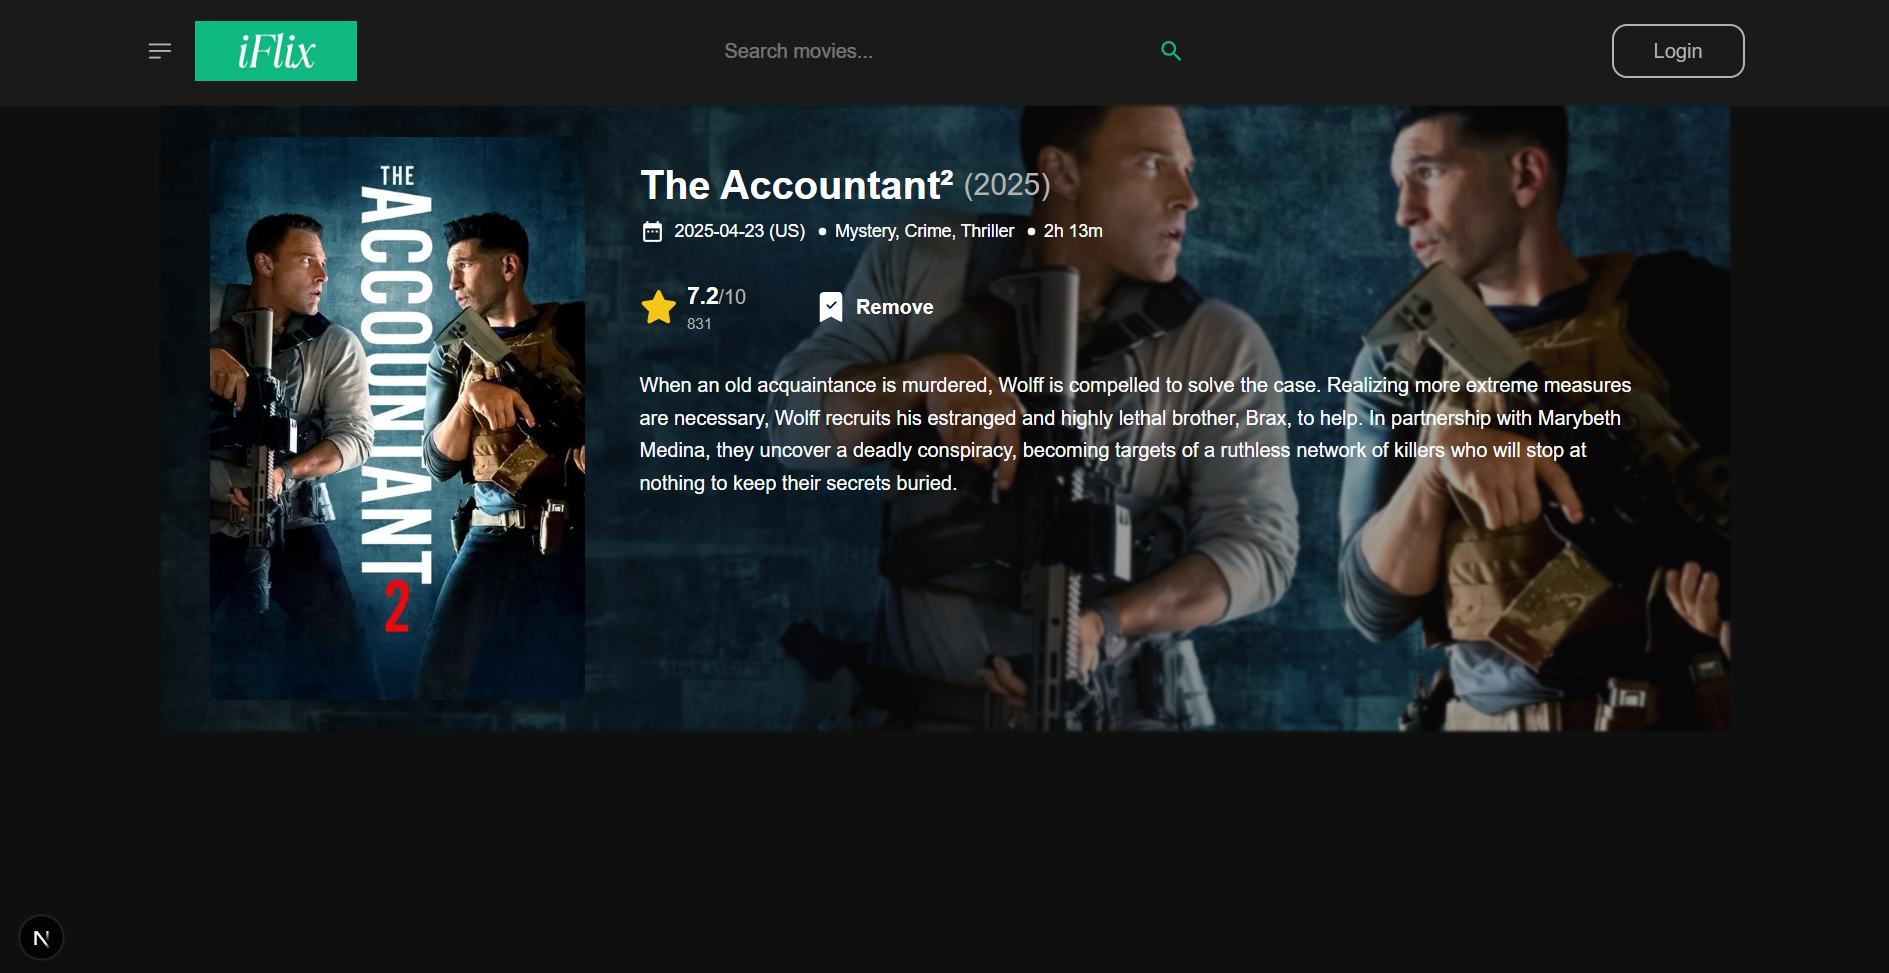 iFlix
Search movies...
Login
THE
ACCOUNTANT
2
The Accountant² (2025)
2025-04-23 (US) • Mystery, Crime, Thriller • 2h 13m
7.2/10
831
Remove
When an old acquaintance is murdered, Wolff is compelled to solve the case. Realizing more extreme measures
are necessary, Wolff recruits his estranged and highly lethal brother, Brax, to help. In partnership with Marybeth
Medina, they uncover a deadly conspiracy, becoming targets of a ruthless network of killers who will stop at
nothing to keep their secrets buried.
N